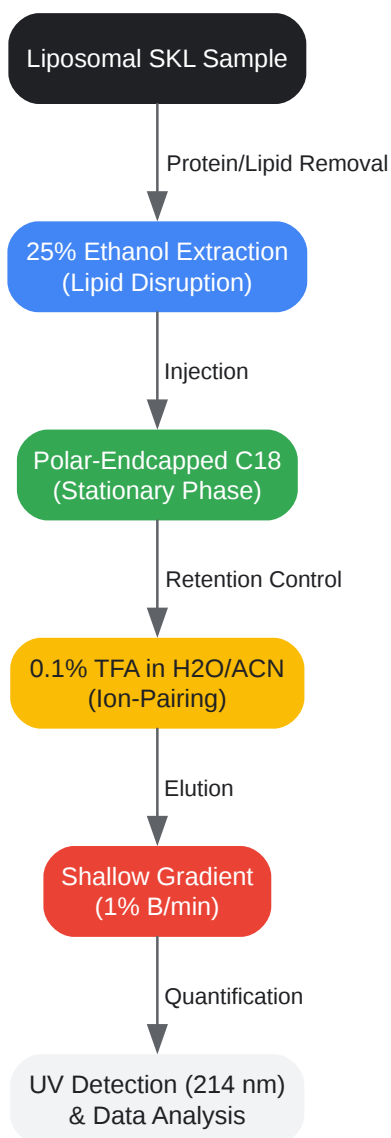 Liposomal SKL Sample
Protein/Lipid Removal
25% Ethanol Extraction
(Lipid Disruption)
Injection
Polar-Endcapped C18
(Stationary Phase)
Retention Control
0.1% TFA in H2O/ACN
(Ion-Pairing)
Elution
Shallow Gradient
(1% B/min)
Quantification
UV Detection (214 nm)
& Data Analysis